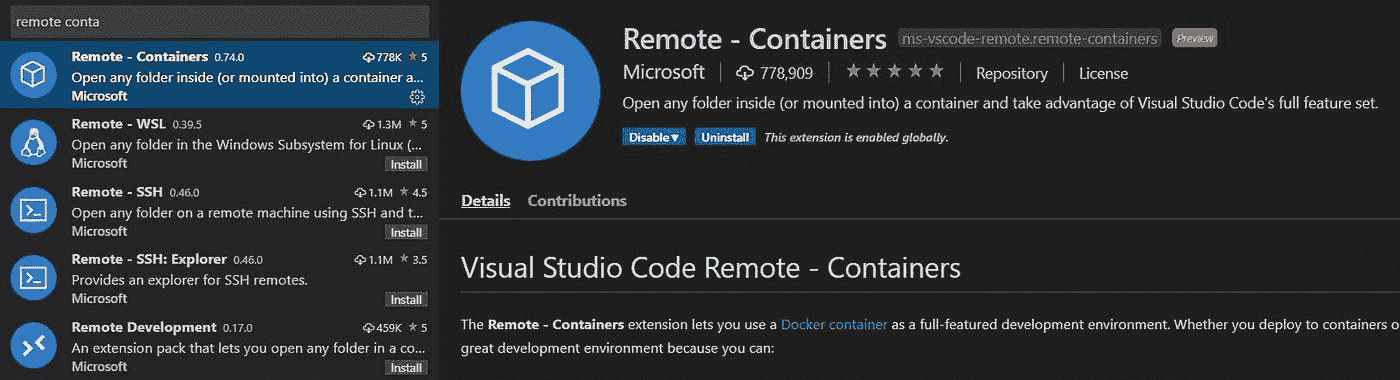 remote conta
Remote - Containers 0.74.0 778K 5
Open any folder inside (or mounted into) a container a...
Microsoft
Remote - WSL 0.39.5 1.3M 5
Open any folder in the Windows Subsystem for Linux (...
Microsoft Install
Remote - SSH 0.46.0 1.1M 4.5
Open any folder on a remote machine using SSH and t...
Microsoft Install
Remote - SSH: Explorer 0.46.0 1.1M 3.5
Provides an explorer for SSH remotes.
Microsoft Install
Remote Development 0.17.0 459K 5
An extension pack that lets you open any folder in a co...
Microsoft Install
Remote - Containers ms-vscode-remote.remote-containers Preview
Microsoft 778,909 Repository License
Open any folder inside (or mounted into) a container and take advantage of Visual Studio Code's full feature set.
Disable Uninstall This extension is enabled globally.
Details Contributions
Visual Studio Code Remote - Containers
The Remote - Containers extension lets you use a Docker container as a full-featured development environment. Whether you deploy to containers o
great development environment because you can: